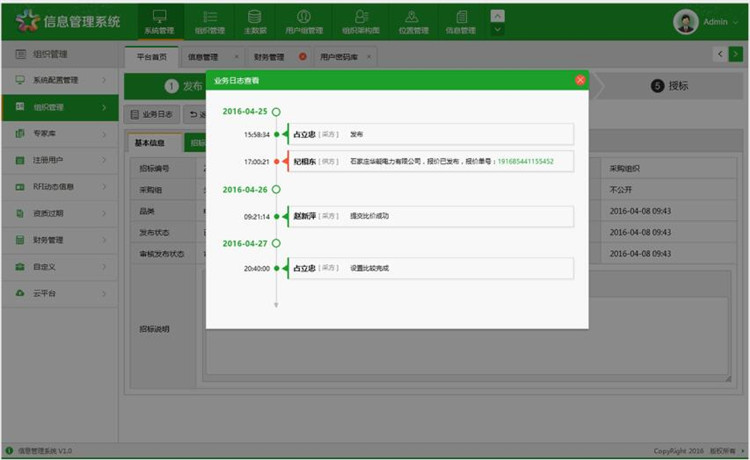 信息管理系统
系统管理
组织管理
主数据
用户组管理
组织架构图
位置管理
信息管理
Admin
组织管理
平台首页
信息管理
财务管理
用户密码库
系统配置管理
组织管理
专家库
注册用户
RFI动态信息
资质过期
财务管理
自定义
云平台
1 发布
5 授标
业务日志
基本信息
招标编号
采购组
品类
发布状态
审核发布状态
招标说明
采购组织
不公开
2016-04-08 09:43
2016-04-08 09:43
2016-04-08 09:43
业务日志查看
2016-04-25
15:58:34 占立忠 [采方] 发布
17:00:21 纪相东 [供方] 石家庄华能电力有限公司，报价已发布，报价单号：191685441155452
2016-04-26
09:21:14 赵新萍 [采方] 提交比价成功
2016-04-27
20:40:00 占立忠 [采方] 设置比较完成
信息管理系统 V1.0
CopyRight 2016 版权所有